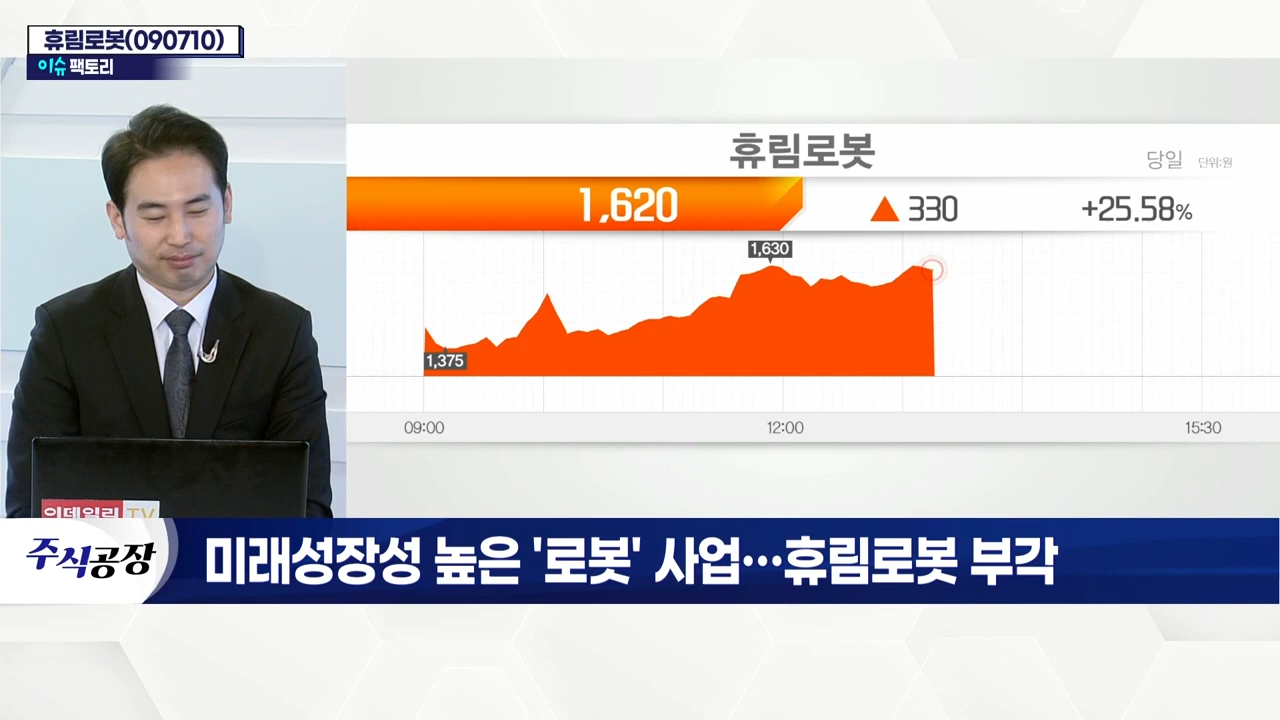 휴림로봇(090710)
이슈 팩토리
휴림로봇
당일 단위:원
1,620 ▲ 330 +25.58%
1,630
1,375
09:00 12:00 15:30
이데일리 TV
주식공장 미래성장성 높은 '로봇' 사업…휴림로봇 부각